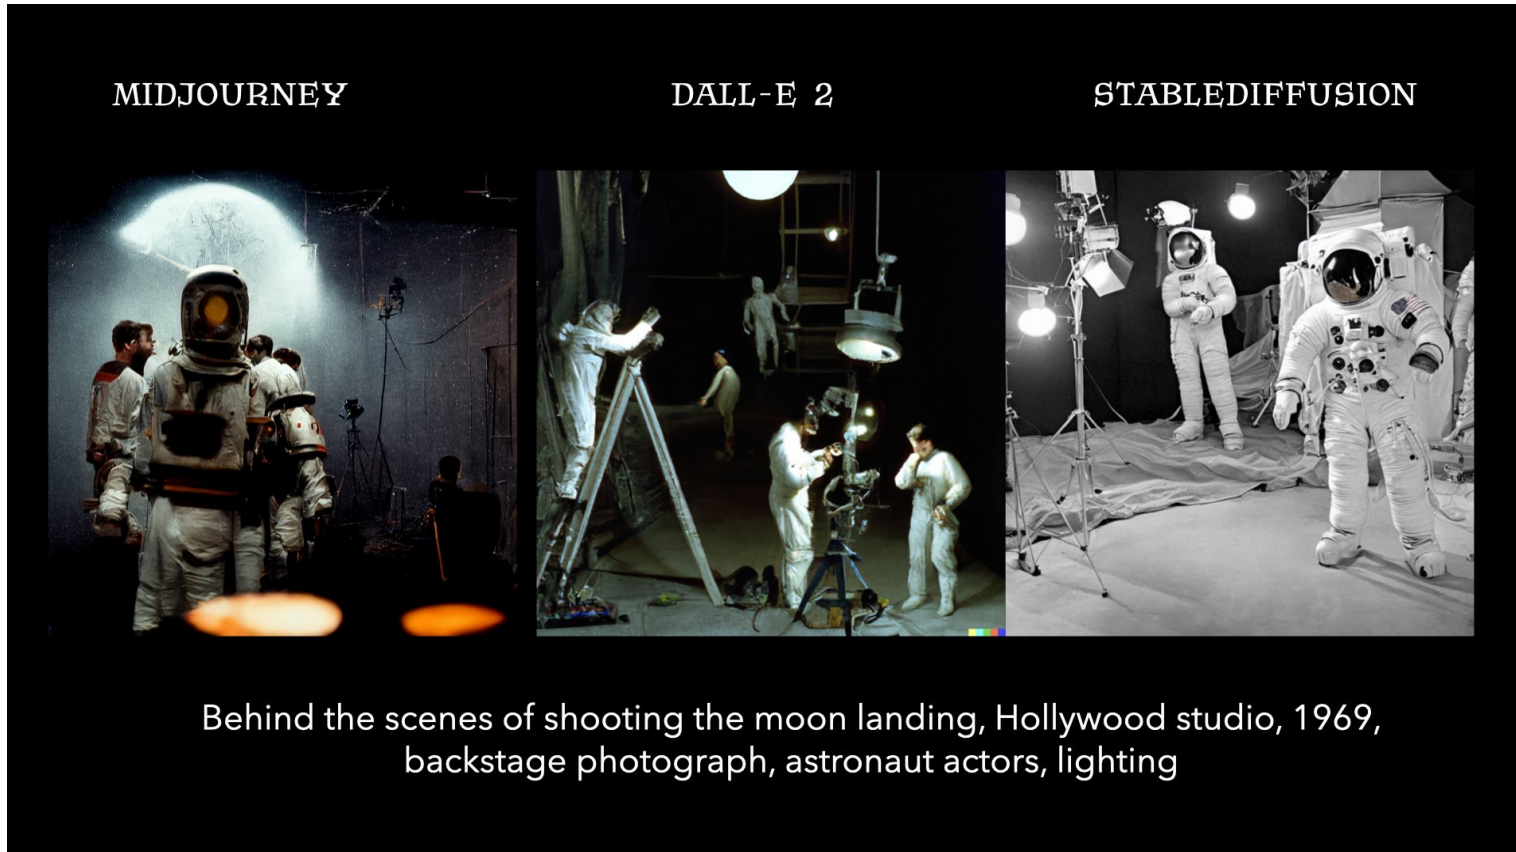 MIDJOURNEY
DALL-E 2
STABLEDIFFUSION
Behind the scenes of shooting the moon landing, Hollywood studio, 1969,
backstage photograph, astronaut actors, lighting